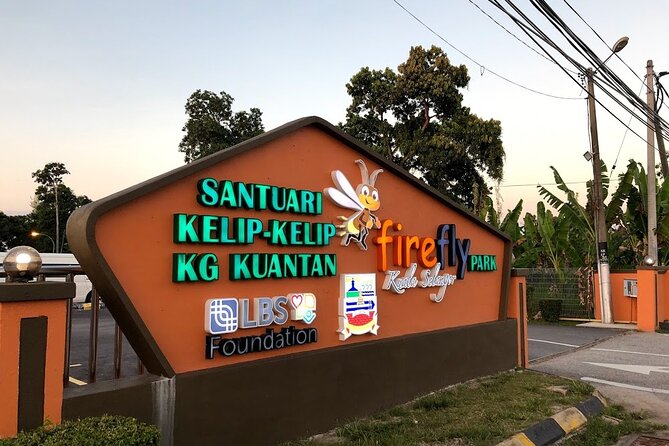 SANTUARI
KELIP-KELIP
KG KUANTAN
firefly PARK
Kuala Selangor
LBS
Foundation